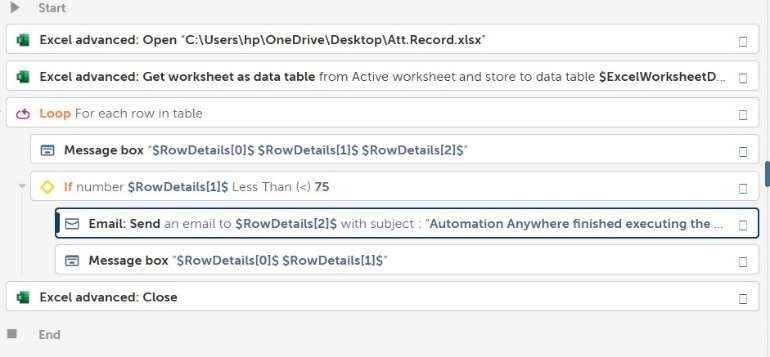 Start
Excel advanced: Open "C:\Users\hp\OneDrive\Desktop\Att.Record.xlsx"
Excel advanced: Get worksheet as data table from Active worksheet and store to data table $ExcelWorksheetD...
Loop For each row in table
Message box "$RowDetails[0]$ $RowDetails[1]$ $RowDetails[2]$"
If number $RowDetails[1]$ Less Than (<) 75
Email: Send an email to $RowDetails[2]$ with subject : "Automation Anywhere finished executing the ...
Message box "$RowDetails[0]$ $RowDetails[1]$"
Excel advanced: Close
End